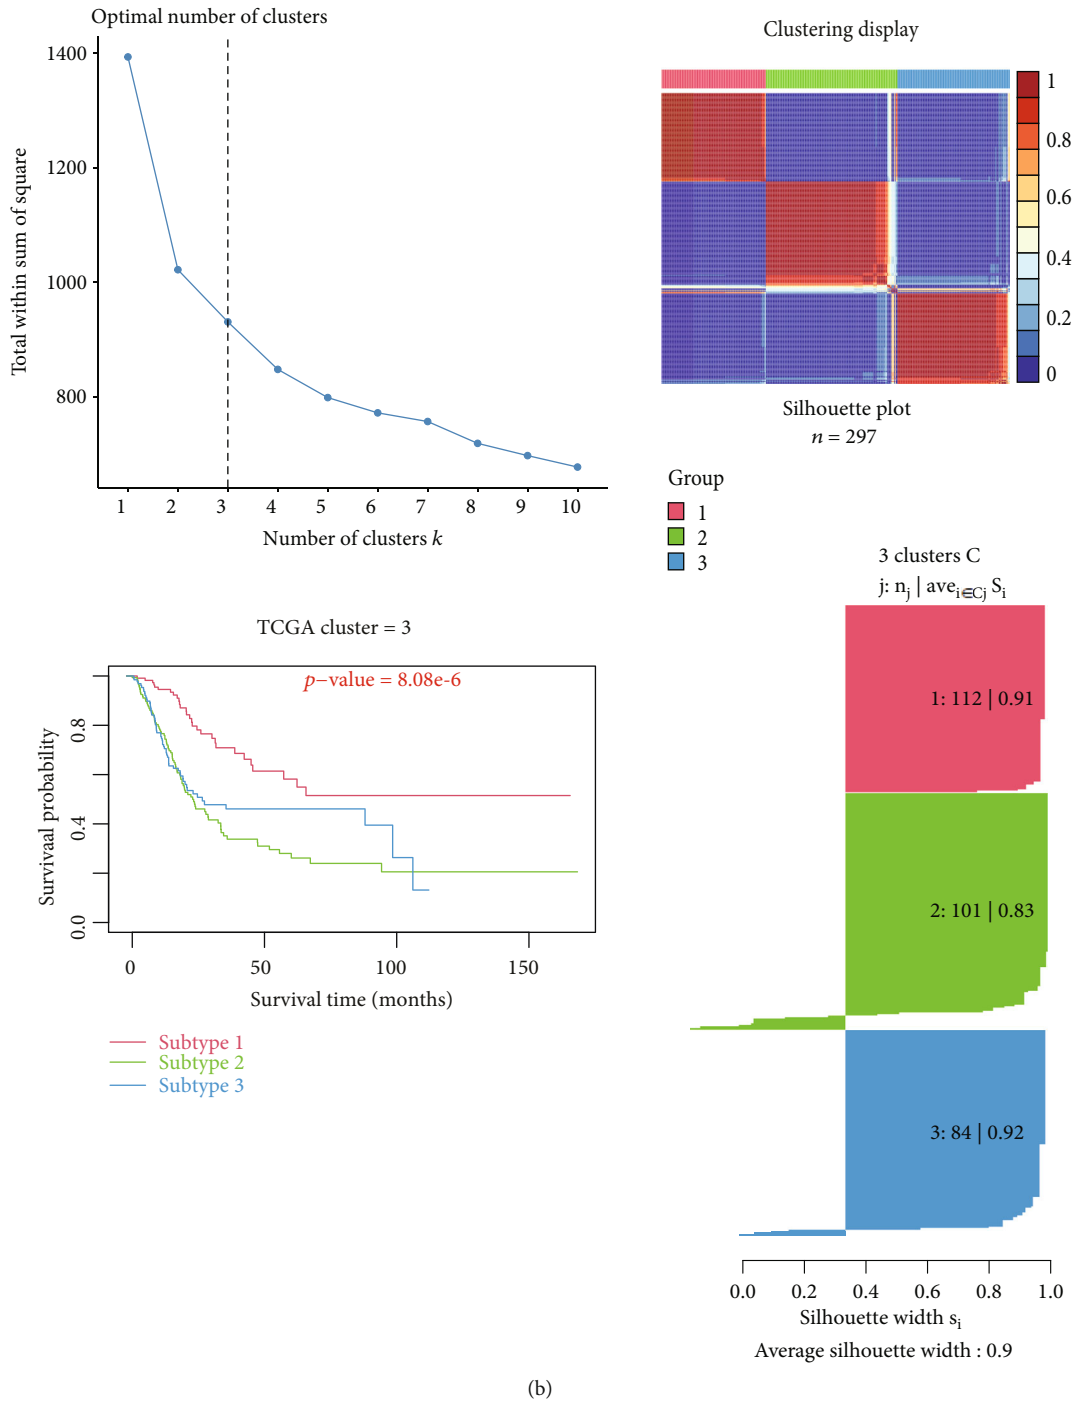 Optimal number of clusters
1400
1200
1000
800
Total within sum of square
1 2 3 4 5 6 7 8 9 10
Number of clusters k
Clustering display
1
0.8
0.6
0.4
0.2
0
Silhouette plot
n = 297
Group
1
2
3
3 clusters C
j: nj | avei∈Cj Si
1: 112 | 0.91
2: 101 | 0.83
3: 84 | 0.92
0.0 0.2 0.4 0.6 0.8 1.0
Silhouette width si
Average silhouette width : 0.9
TCGA cluster = 3
p−value = 8.08e-6
0.8
0.4
0.0
Survivaal probability
0 50 100 150
Survival time (months)
Subtype 1
Subtype 2
Subtype 3
(b)